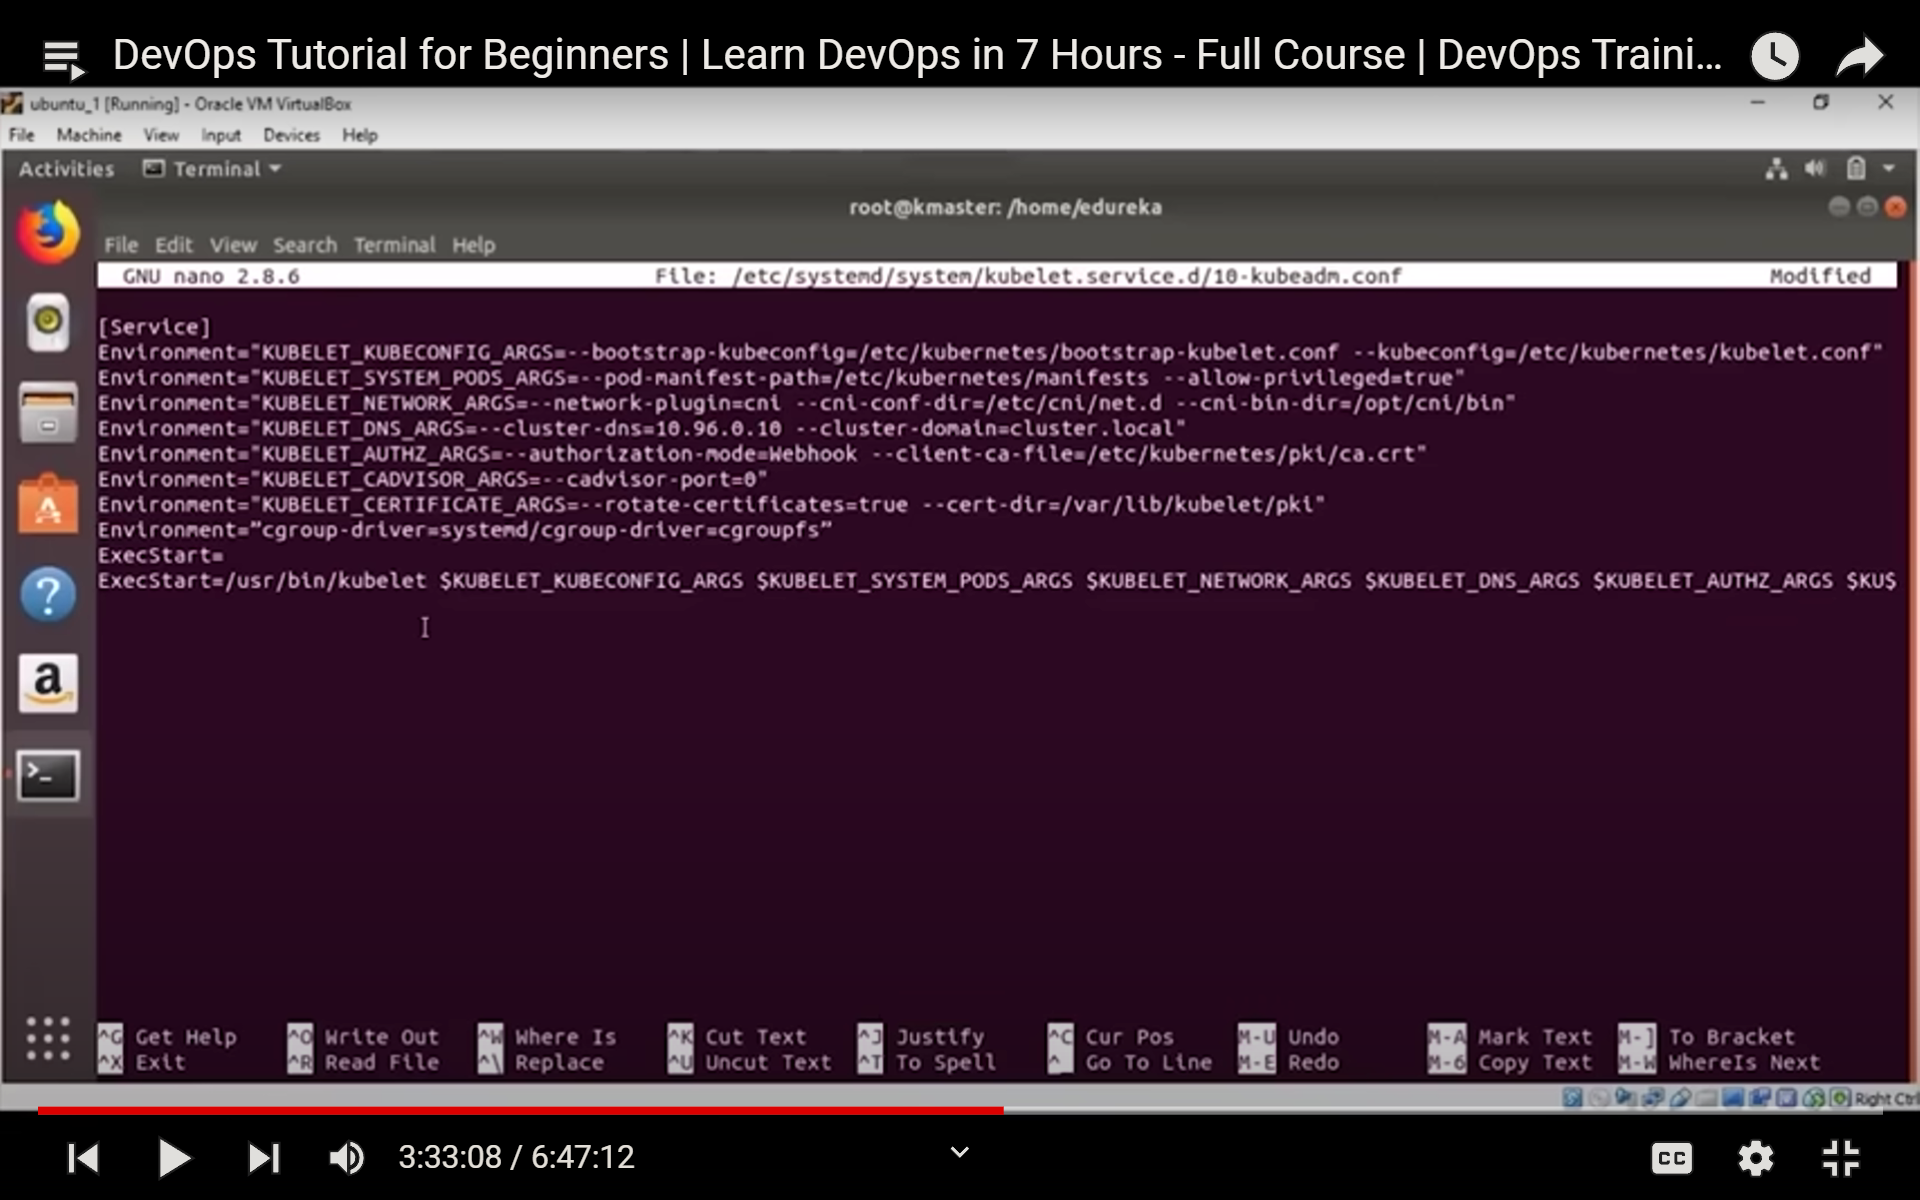 DevOps Tutorial for Beginners | Learn DevOps in 7 Hours - Full Course | DevOps Traini...
ubuntu_1 [Running] - Oracle VM VirtualBox
File Machine View Input Devices Help
Activities Terminal
root@kmaster: /home/edureka
File Edit View Search Terminal Help
GNU nano 2.8.6 File: /etc/systemd/system/kubelet.service.d/10-kubeadm.conf Modified
[Service]
Environment="KUBELET_KUBECONFIG_ARGS=--bootstrap-kubeconfig=/etc/kubernetes/bootstrap-kubelet.conf --kubeconfig=/etc/kubernetes/kubelet.conf"
Environment="KUBELET_SYSTEM_PODS_ARGS=--pod-manifest-path=/etc/kubernetes/manifests --allow-privileged=true"
Environment="KUBELET_NETWORK_ARGS=--network-plugin=cni --cni-conf-dir=/etc/cni/net.d --cni-bin-dir=/opt/cni/bin"
Environment="KUBELET_DNS_ARGS=--cluster-dns=10.96.0.10 --cluster-domain=cluster.local"
Environment="KUBELET_AUTHZ_ARGS=--authorization-mode=Webhook --client-ca-file=/etc/kubernetes/pki/ca.crt"
Environment="KUBELET_CADVISOR_ARGS=--cadvisor-port=0"
Environment="KUBELET_CERTIFICATE_ARGS=--rotate-certificates=true --cert-dir=/var/lib/kubelet/pki"
Environment=”cgroup-driver=systemd/cgroup-driver=cgroupfs”
ExecStart=
ExecStart=/usr/bin/kubelet $KUBELET_KUBECONFIG_ARGS $KUBELET_SYSTEM_PODS_ARGS $KUBELET_NETWORK_ARGS $KUBELET_DNS_ARGS $KUBELET_AUTHZ_ARGS $KU$
^G Get Help ^O Write Out ^W Where Is ^K Cut Text ^J Justify ^C Cur Pos M-U Undo M-A Mark Text M-] To Bracket
^X Exit ^R Read File ^\ Replace ^U Uncut Text ^T To Spell ^_ Go To Line M-E Redo M-6 Copy Text M-W WhereIs Next
Right Ctrl
3:33:08 / 6:47:12
CC